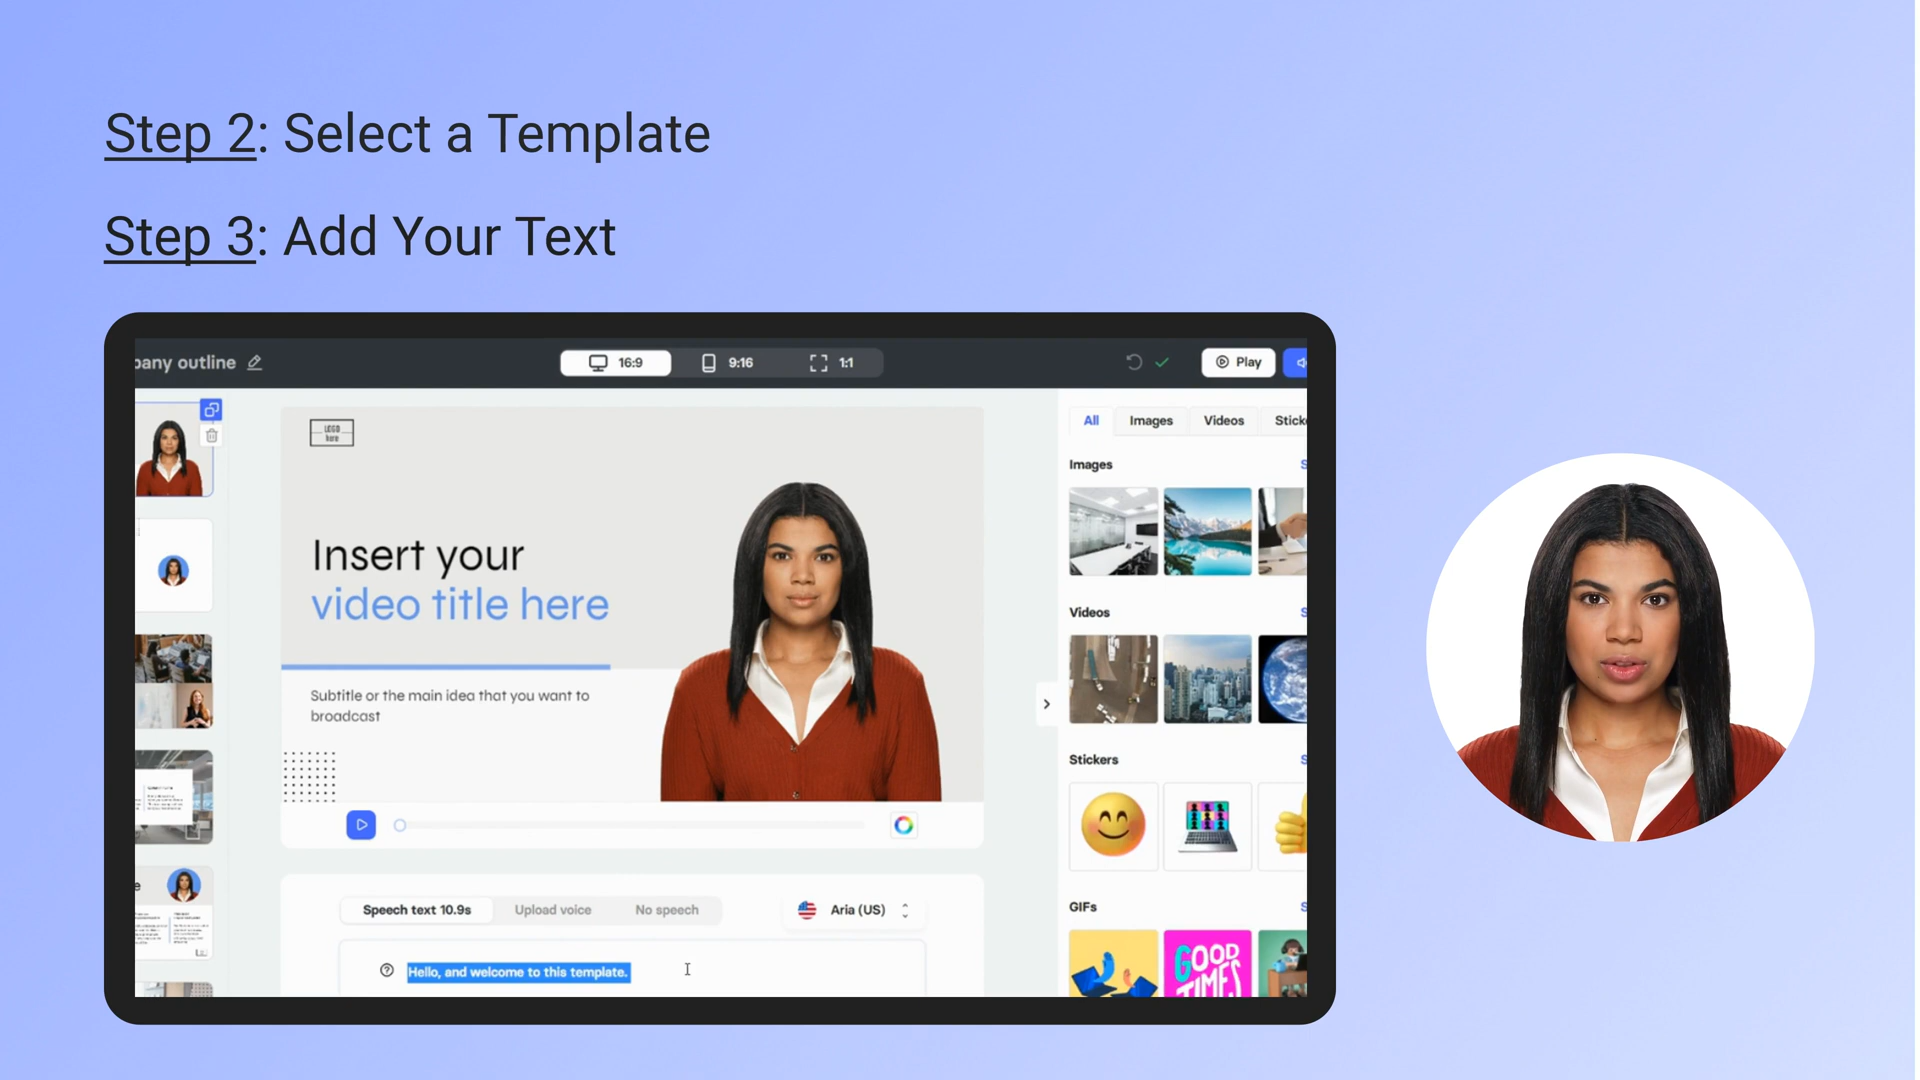 Step 2: Select a Template
Step 3: Add Your Text
pany outline
16:9
9:16
1:1
Play
All
Images
Videos
Sticke
LOGO
here
Images
S
Insert your
video title here
Videos
S
Subtitle or the main idea that you want to
broadcast
Stickers
S
Speech text 10.9s
Upload voice
No speech
Aria (US)
GIFs
S
Hello, and welcome to this template.
GOOD
TIMES